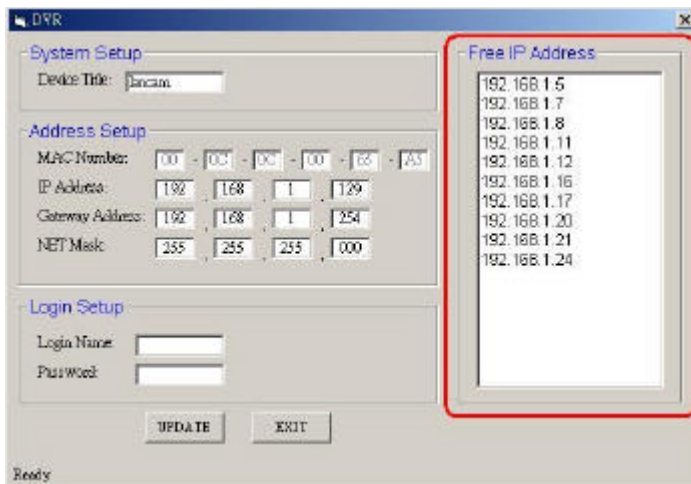 DVR
System Setup
Device Title:
Address Setup
MAC Number: 00 - 0C - 0C - 00 - 65 - A5
IP Address: 192 . 168 . 1 . 129
Gateway Address: 192 . 168 . 1 . 254
NET Mask: 255 . 255 . 255 . 000
Login Setup
Login Name:
Password:
UPDATE EXIT
Ready
Free IP Address
192.168.1.5
192.168.1.7
192.168.1.8
192.168.1.11
192.168.1.12
192.168.1.16
192.168.1.17
192.168.1.20
192.168.1.21
192.168.1.24